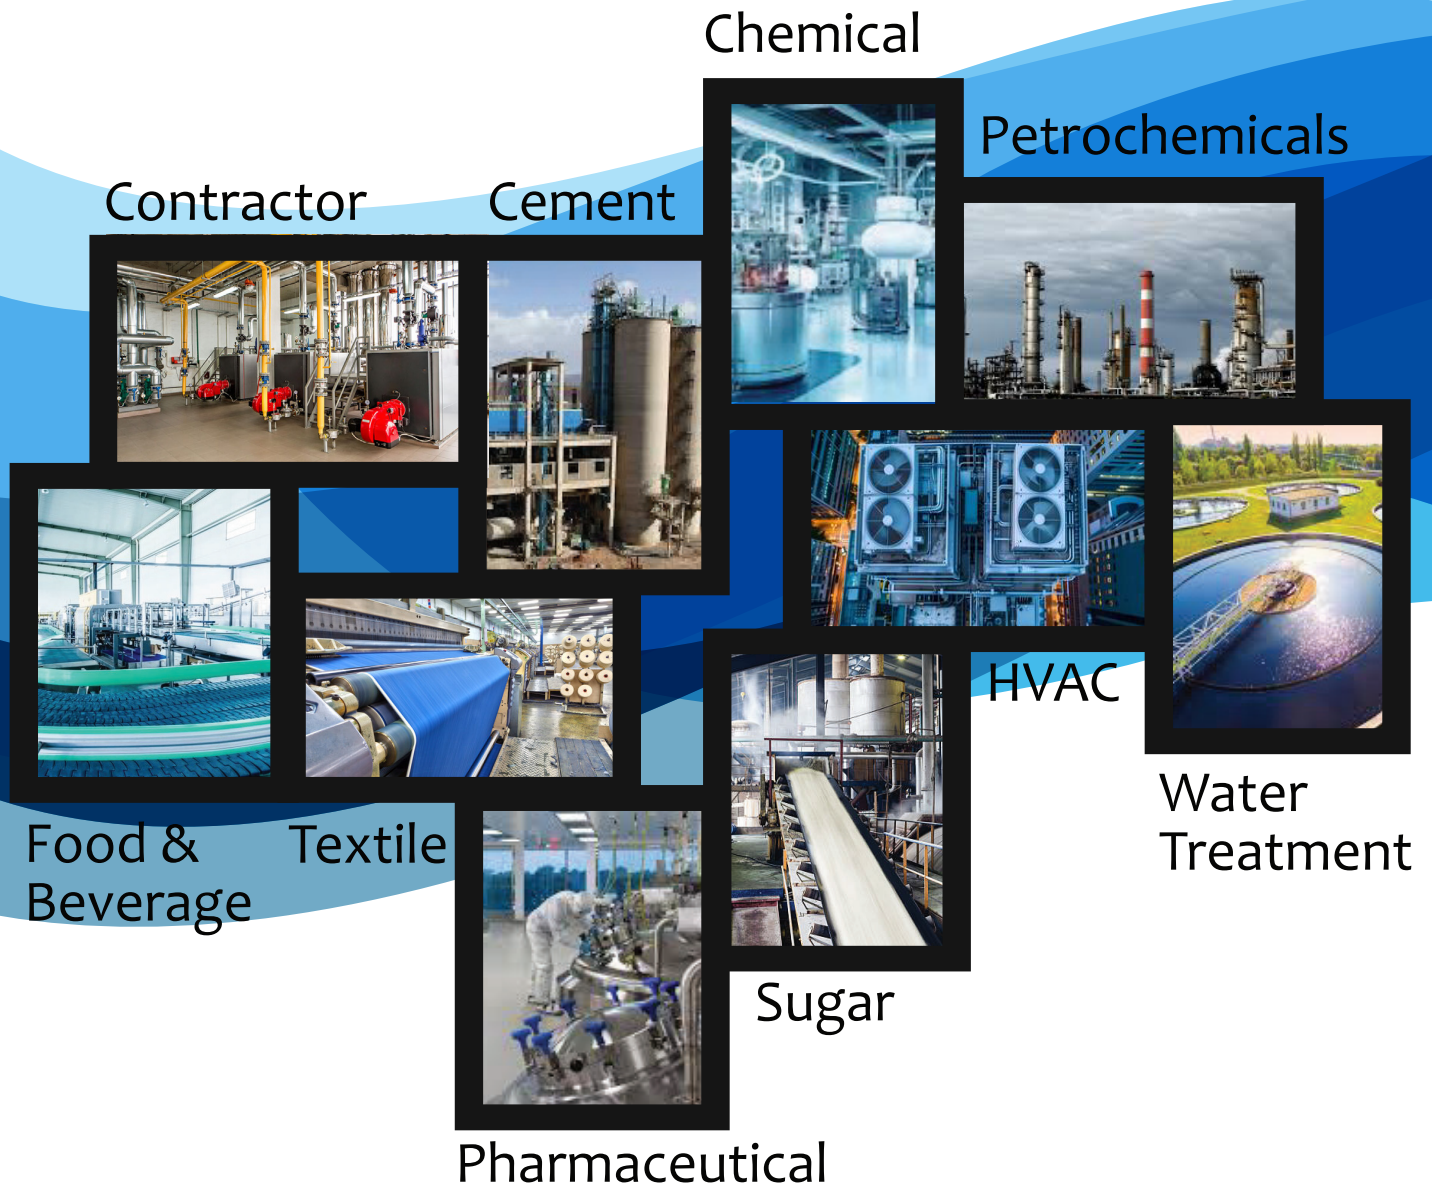 Chemical
Petrochemicals
Contractor
Cement
HVAC
Water
Treatment
Food &
Beverage
Textile
Sugar
Pharmaceutical